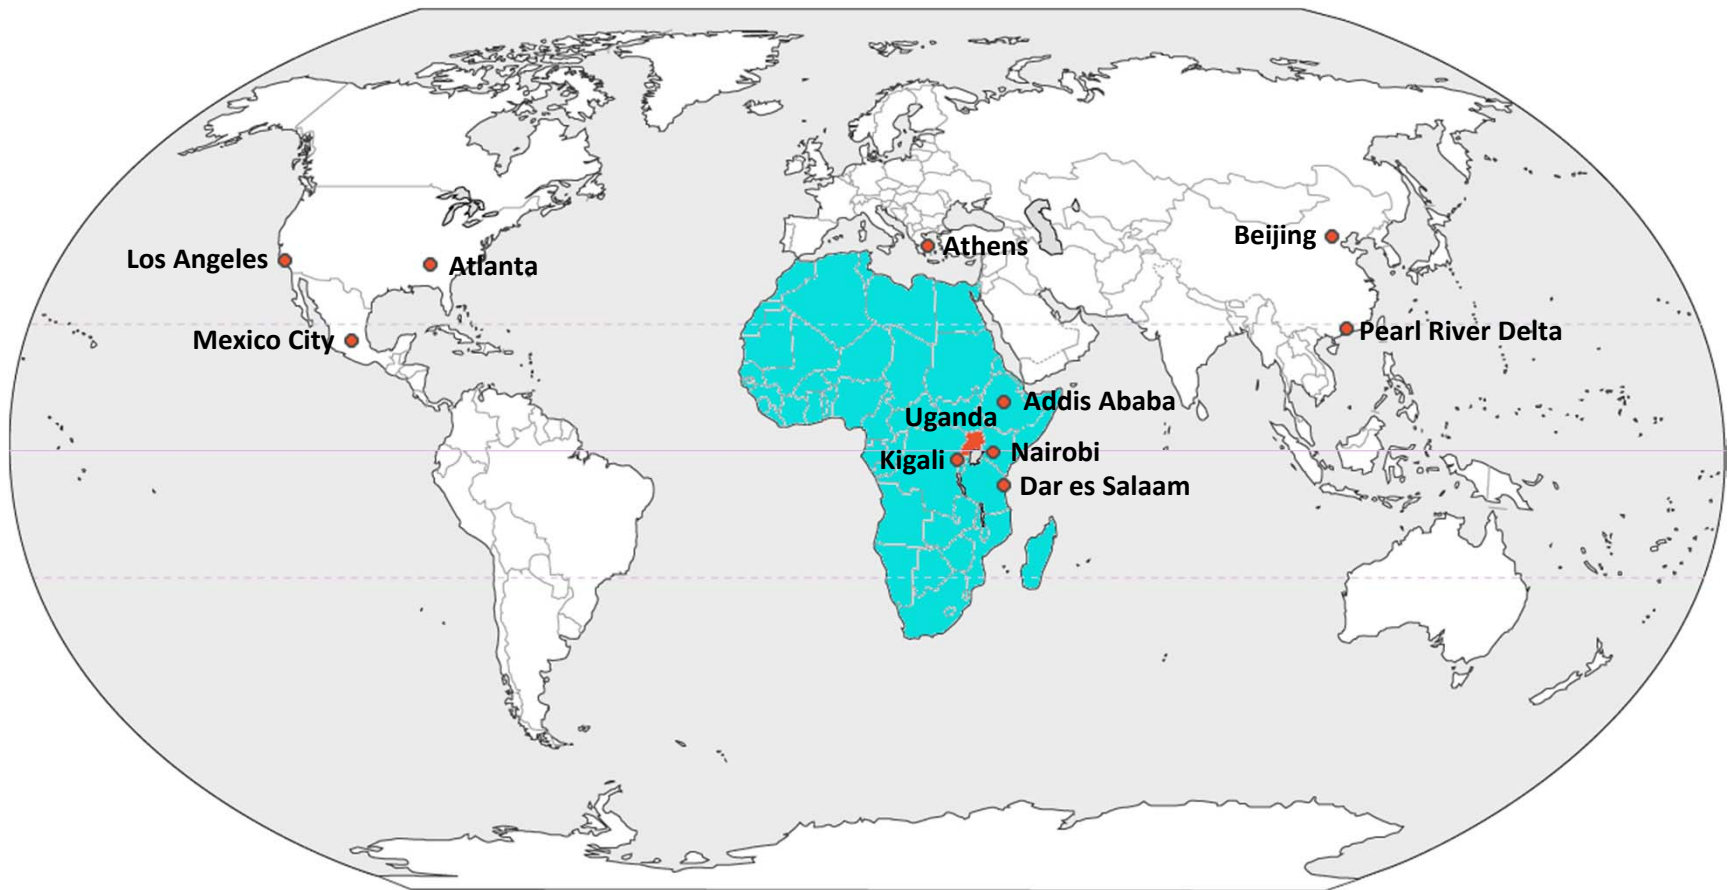 Beijing
Athens
Los Angeles
Atlanta
Pearl River Delta
Mexico City
Addis Ababa
Uganda
Nairobi
Kigali
Dar es Salaam